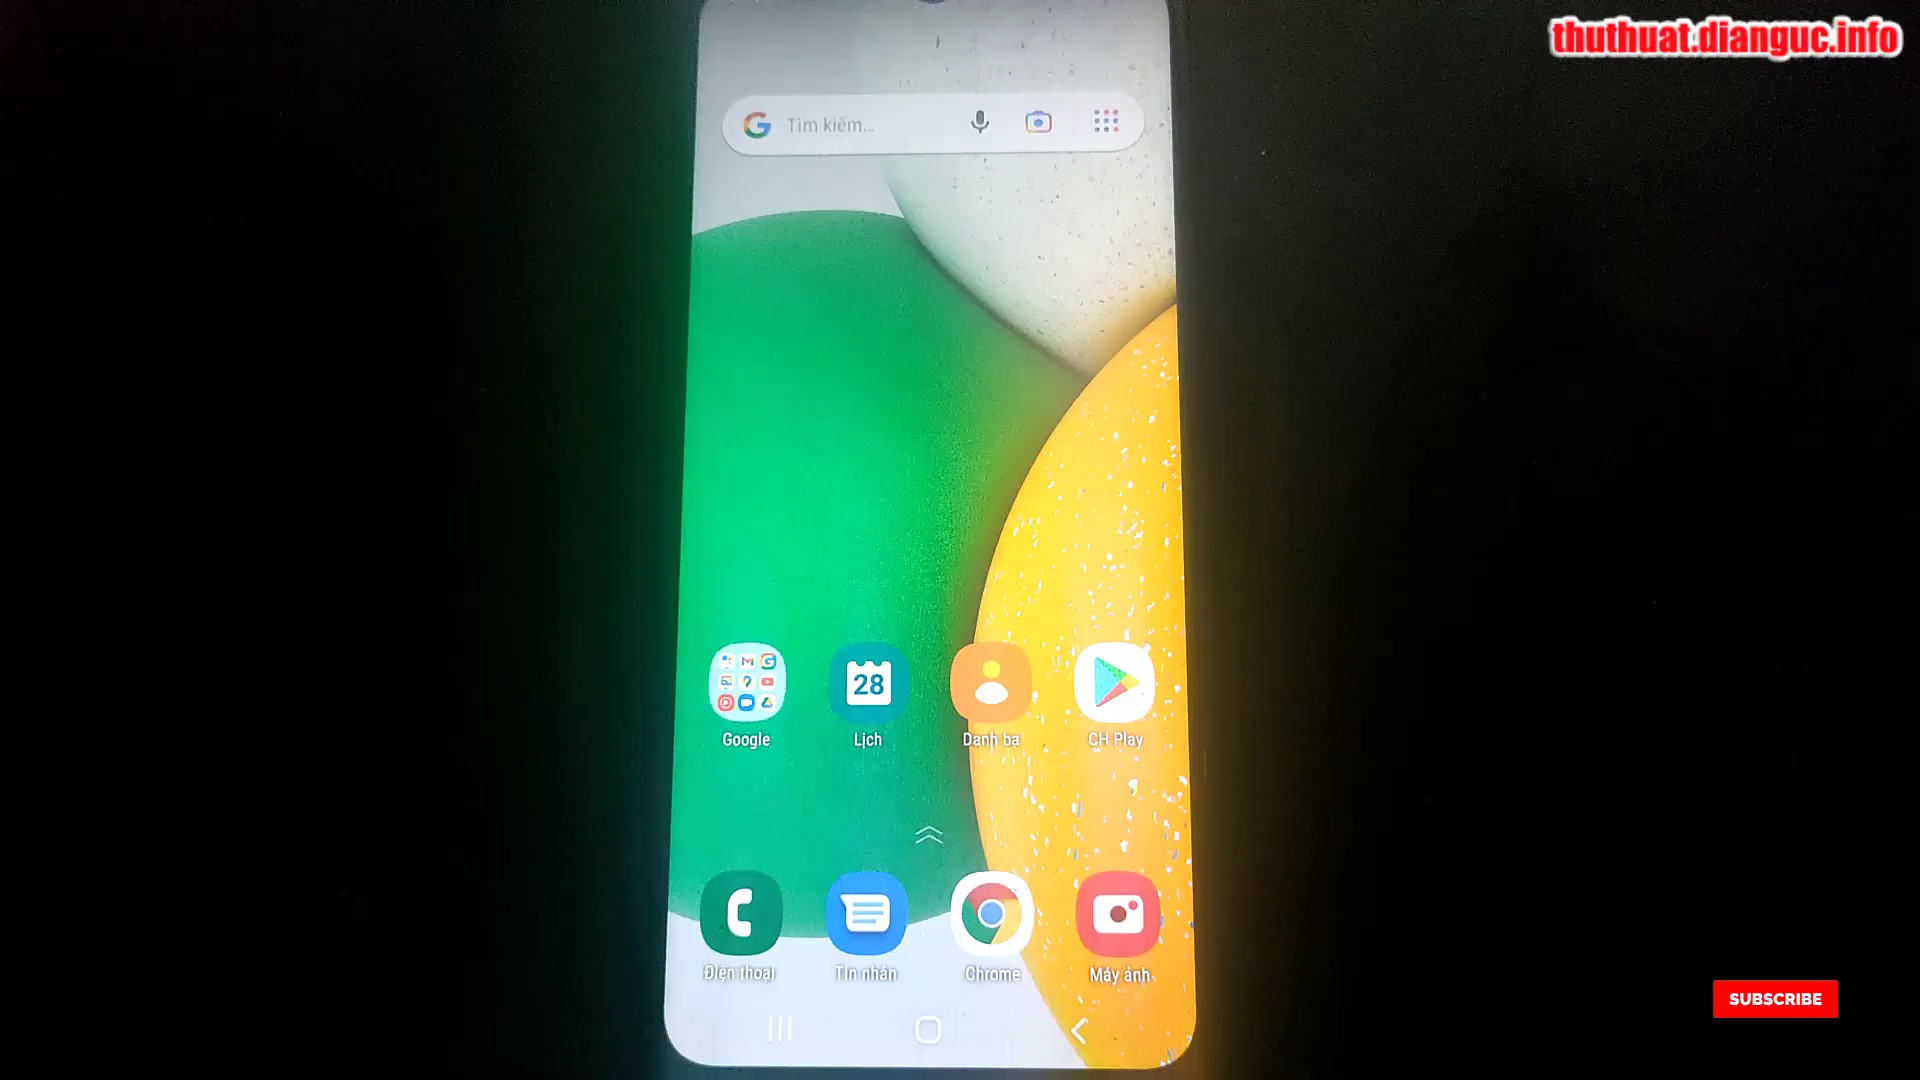 thuthuat.dianguc.info
Tìm kiếm...
28
Google
Lịch
Danh bạ
CH Play
Điện thoại
Tin nhắn
Chrome
Máy ảnh
SUBSCRIBE